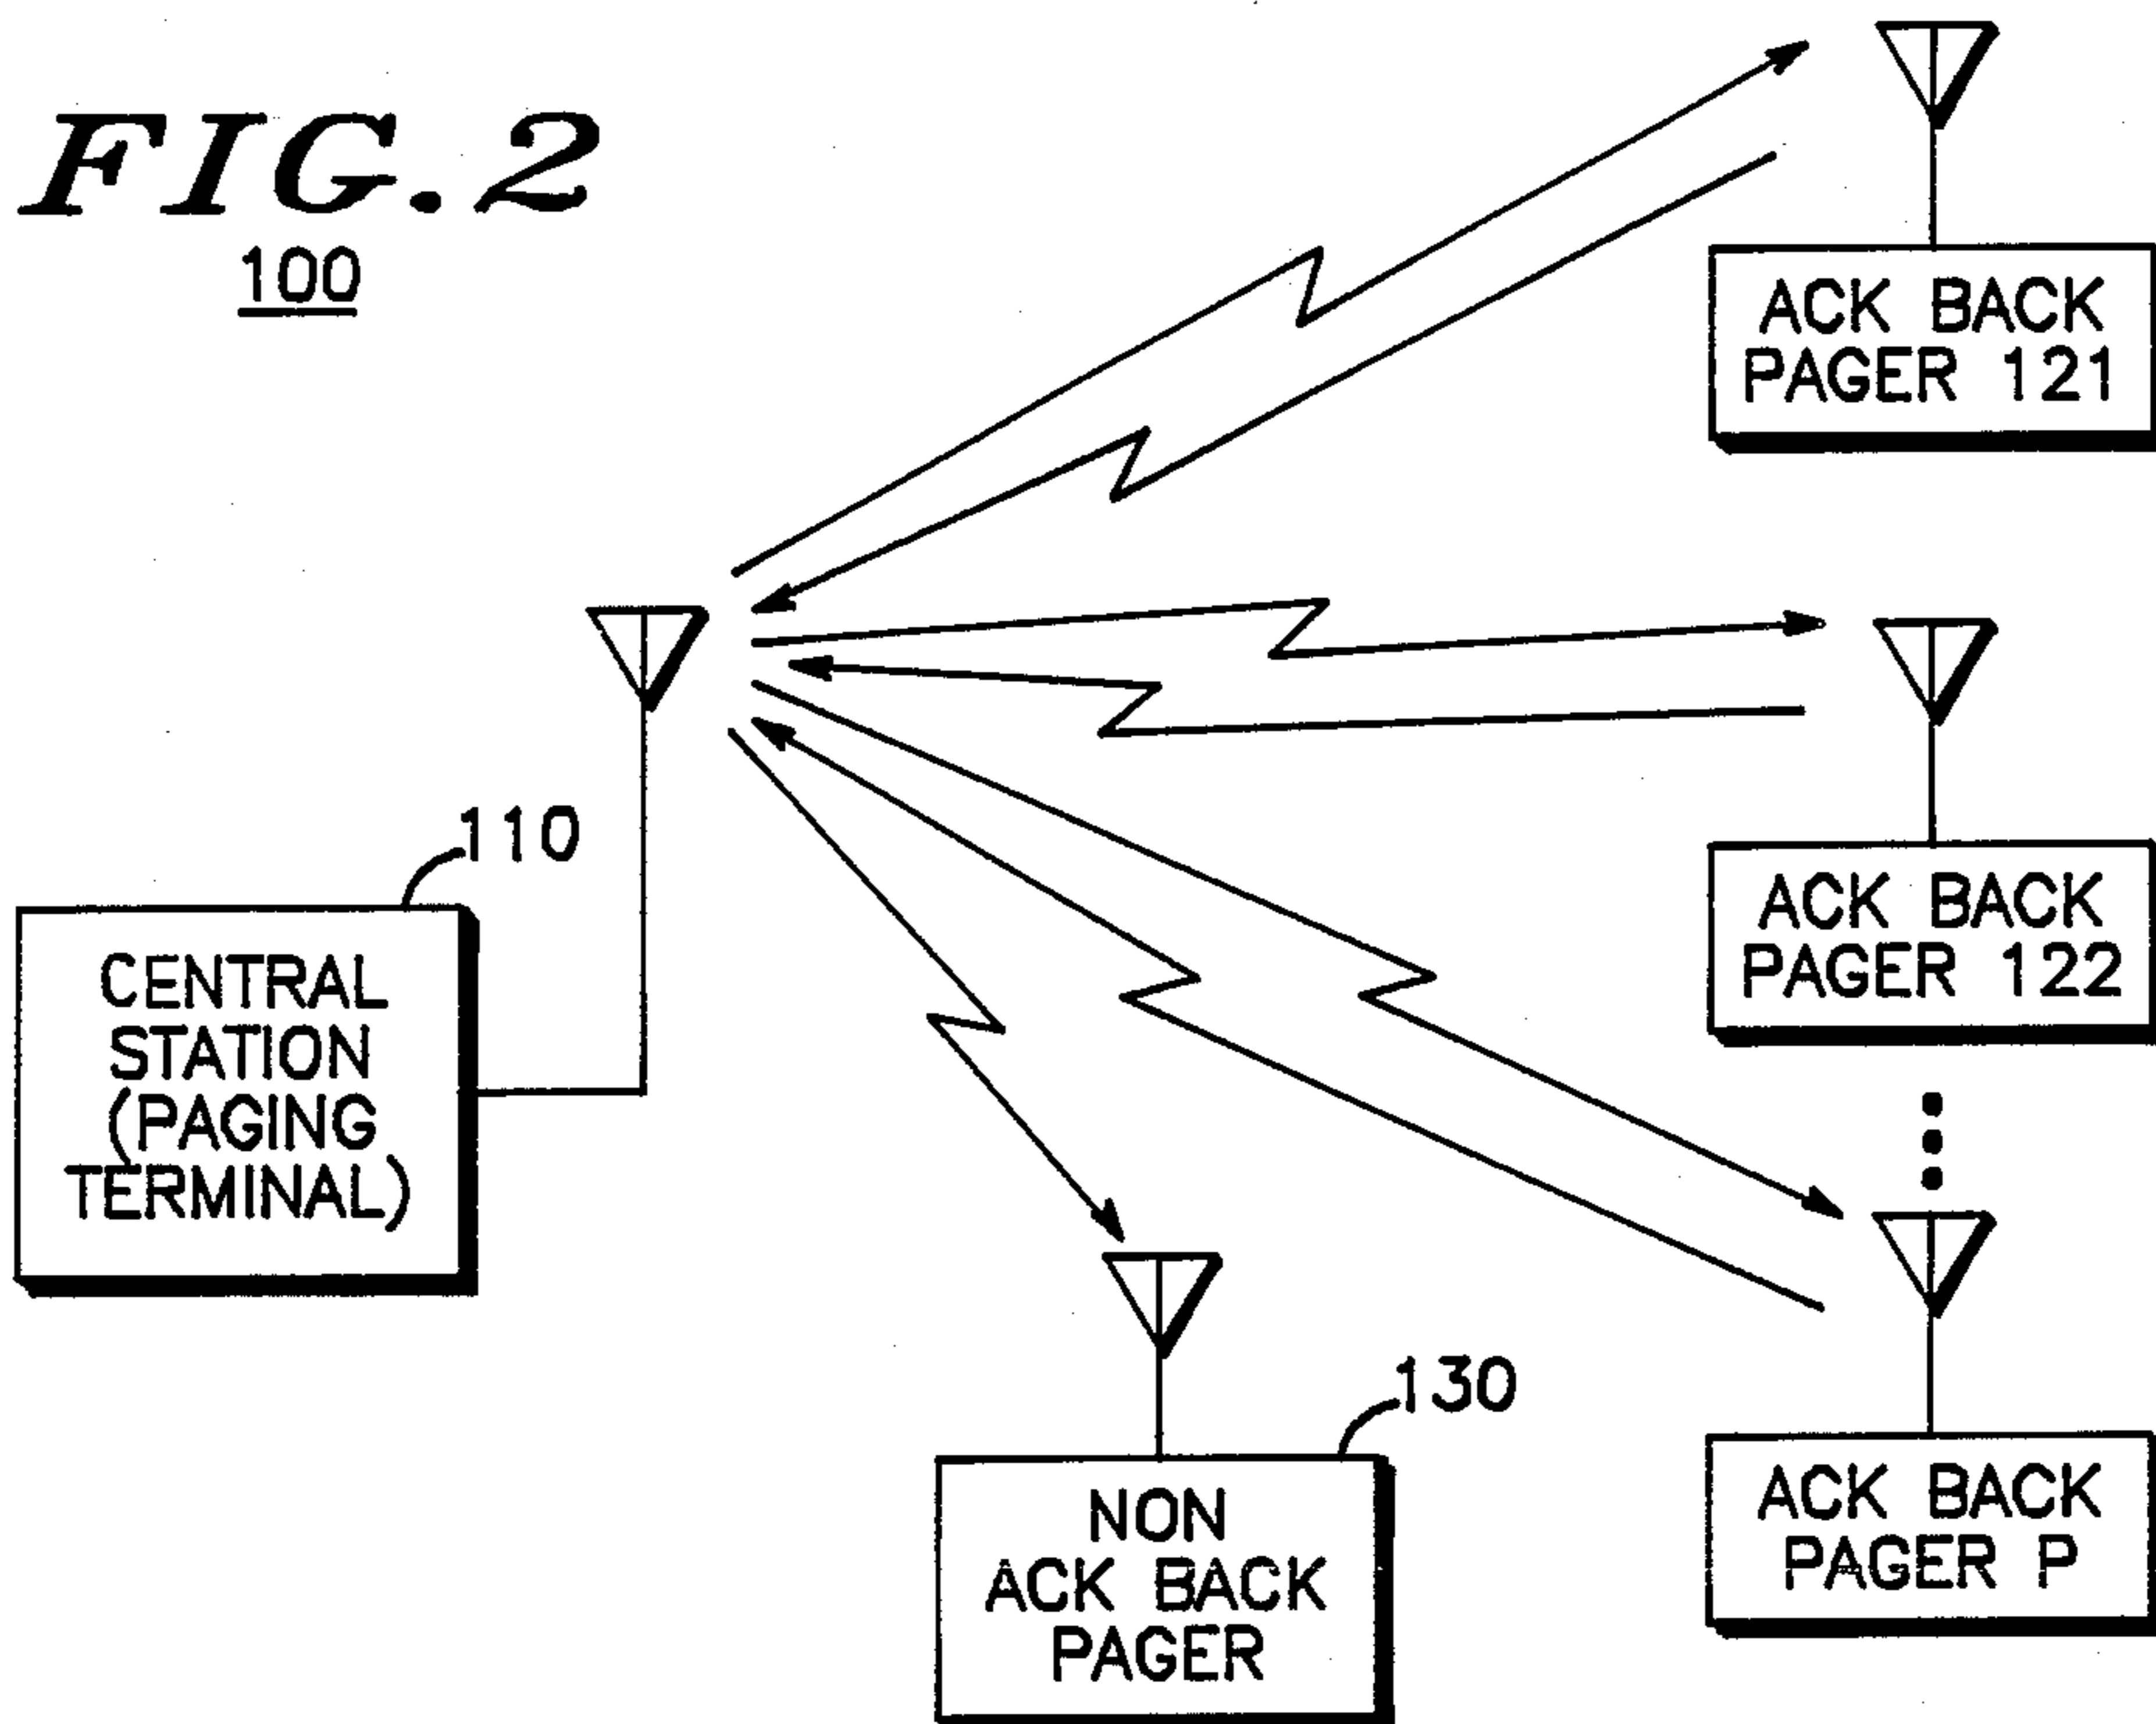 FIG.2
100
ACK BACK
PAGER 121
110
CENTRAL
STATION
(PAGING
TERMINAL)
ACK BACK
PAGER 122
130
NON
ACK BACK
PAGER
ACK BACK
PAGER P